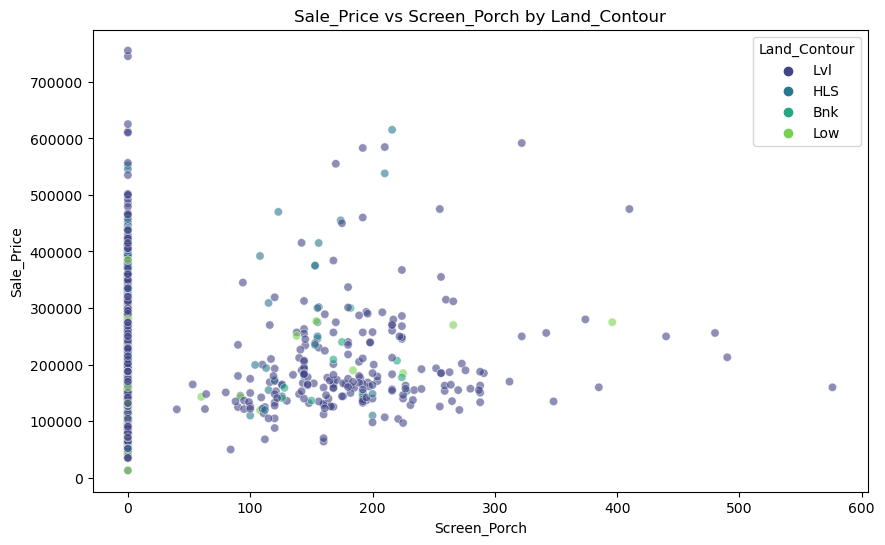 Sale_Price vs Screen_Porch by Land_Contour
Land_Contour
Lvl
HLS
Bnk
Low
700000
600000
500000
400000
300000
200000
100000
0
Sale_Price
0 100 200 300 400 500 600
Screen_Porch